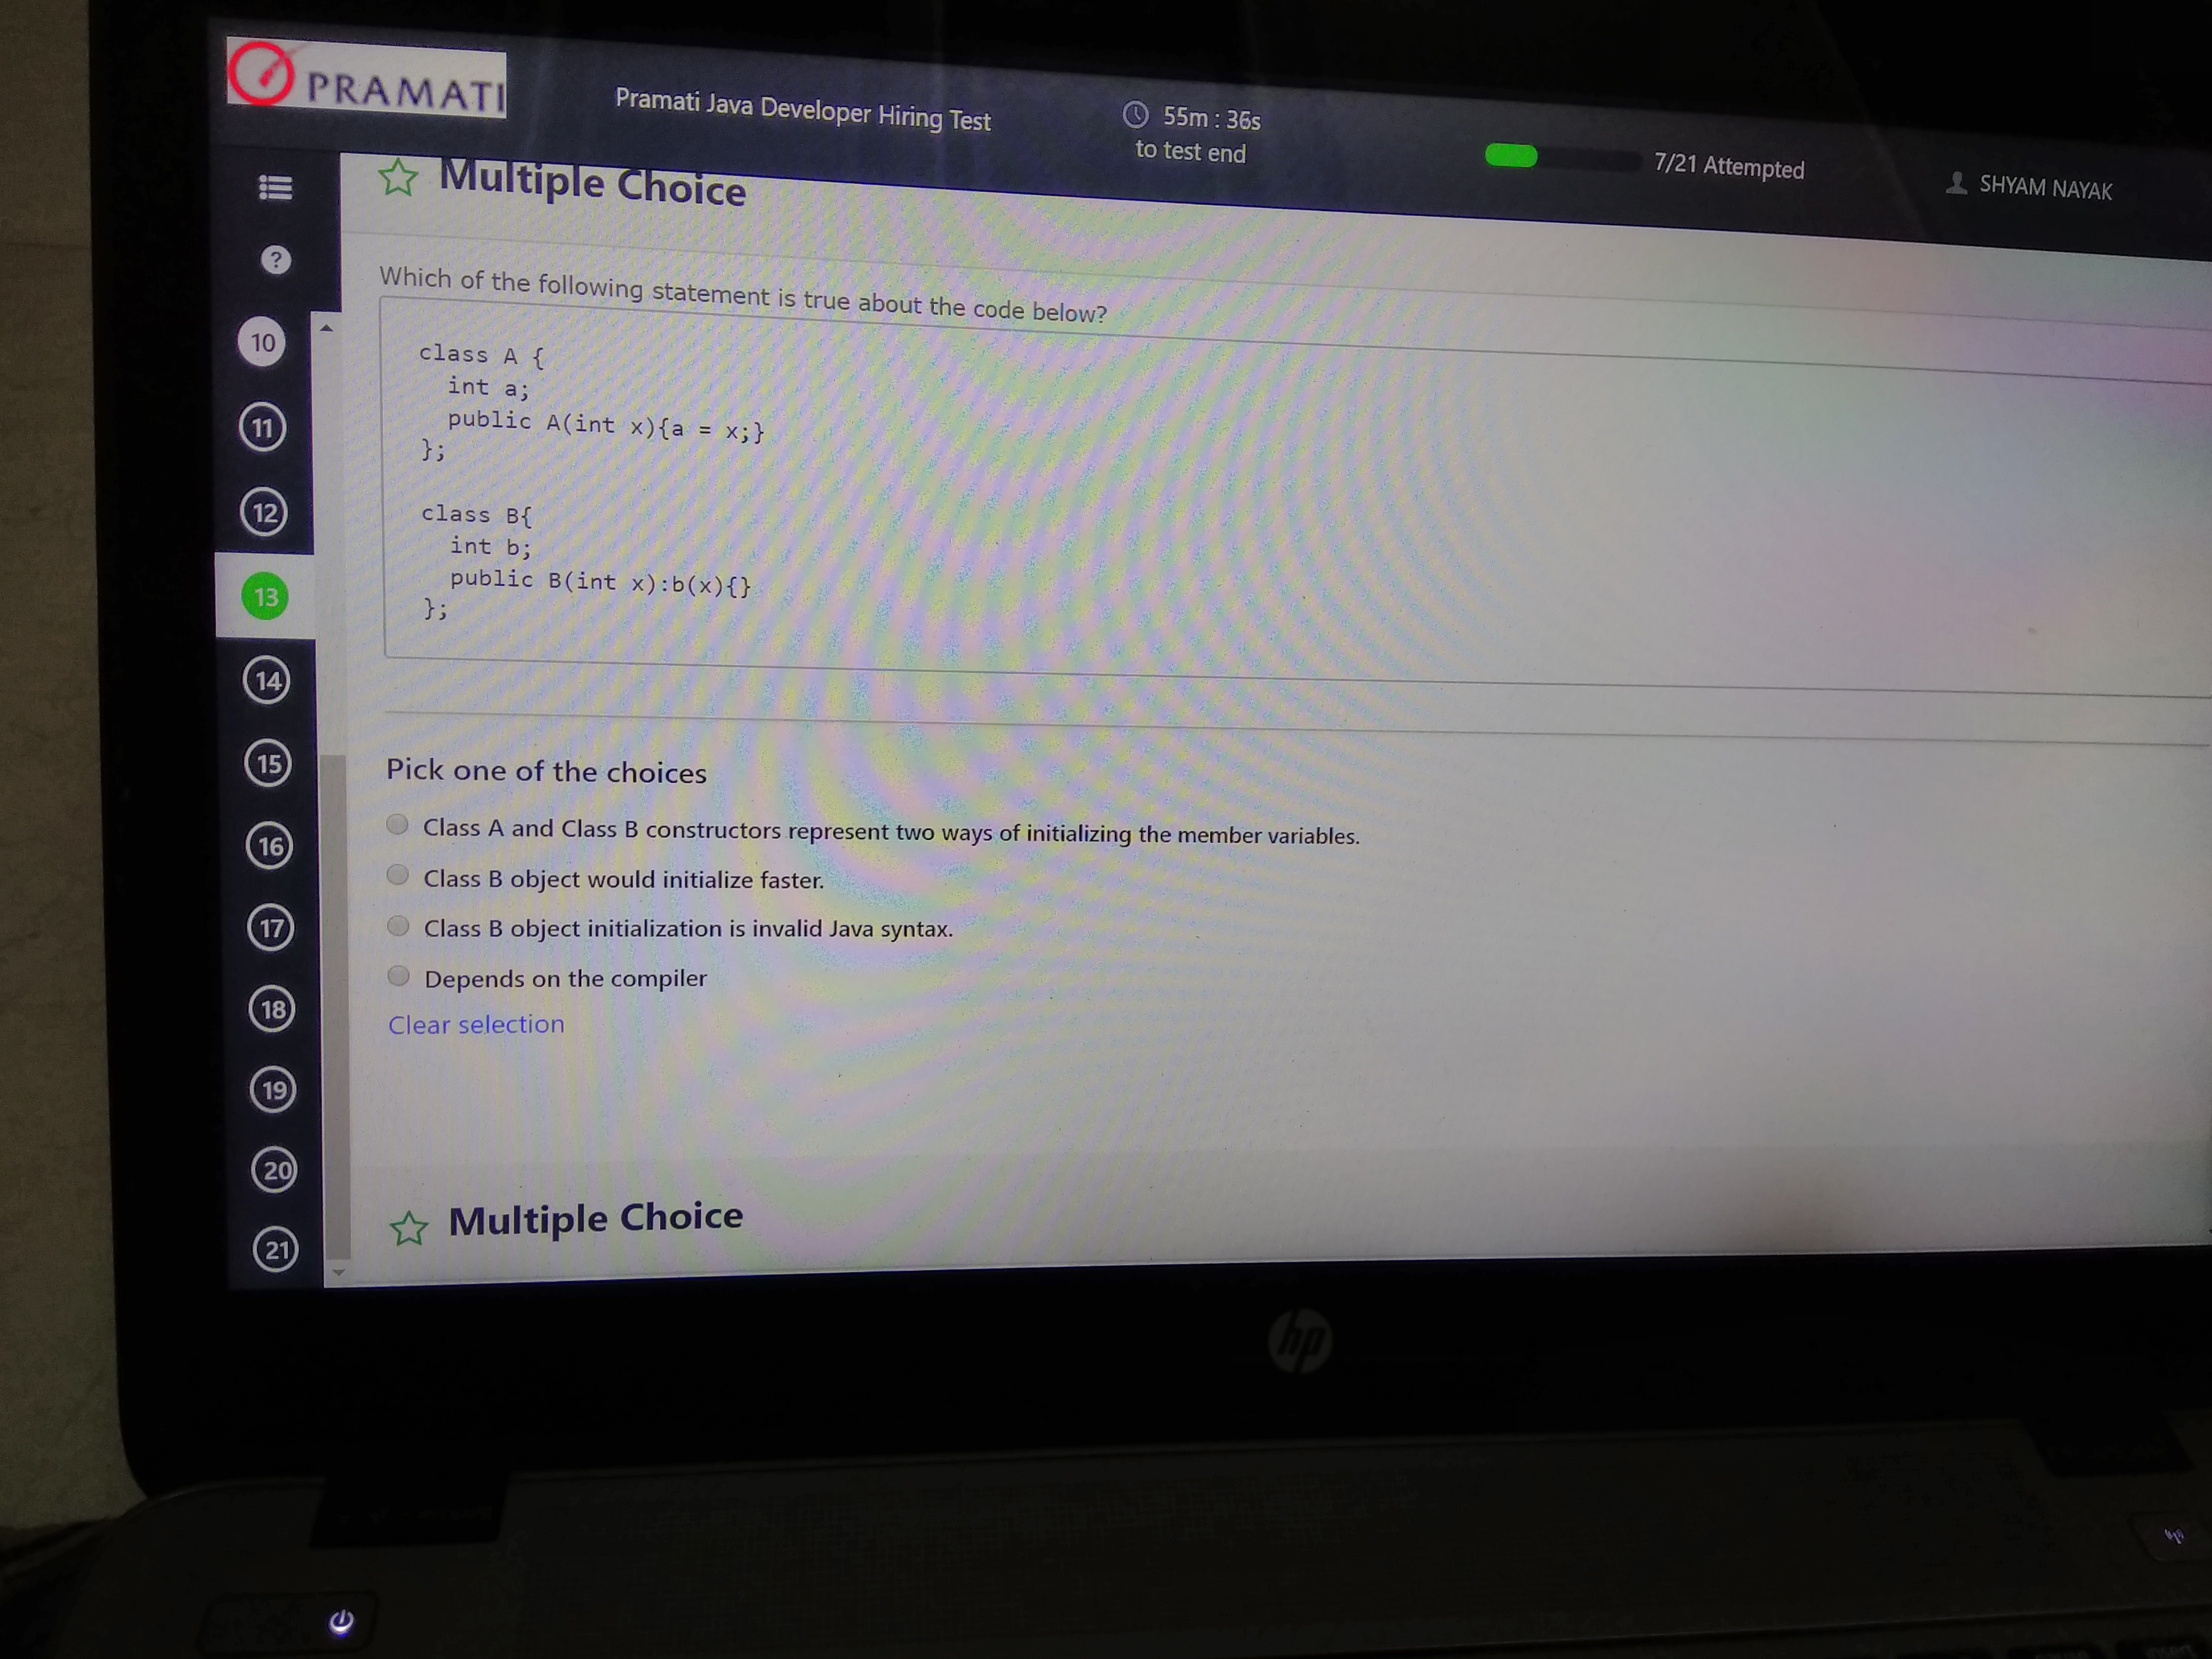 PRAMATI
Pramati Java Developer Hiring Test
55m : 36s
to test end
7/21 Attempted
SHYAM NAYAK
Multiple Choice
?
Which of the following statement is true about the code below?
10
11
12
13
14
15
16
17
18
19
20
21
class A {
int a;
public A(int x){a = x;}
};
class B{
int b;
public B(int x):b(x){}
};
Pick one of the choices
Class A and Class B constructors represent two ways of initializing the member variables.
Class B object would initialize faster.
Class B object initialization is invalid Java syntax.
Depends on the compiler
Clear selection
Multiple Choice
hp